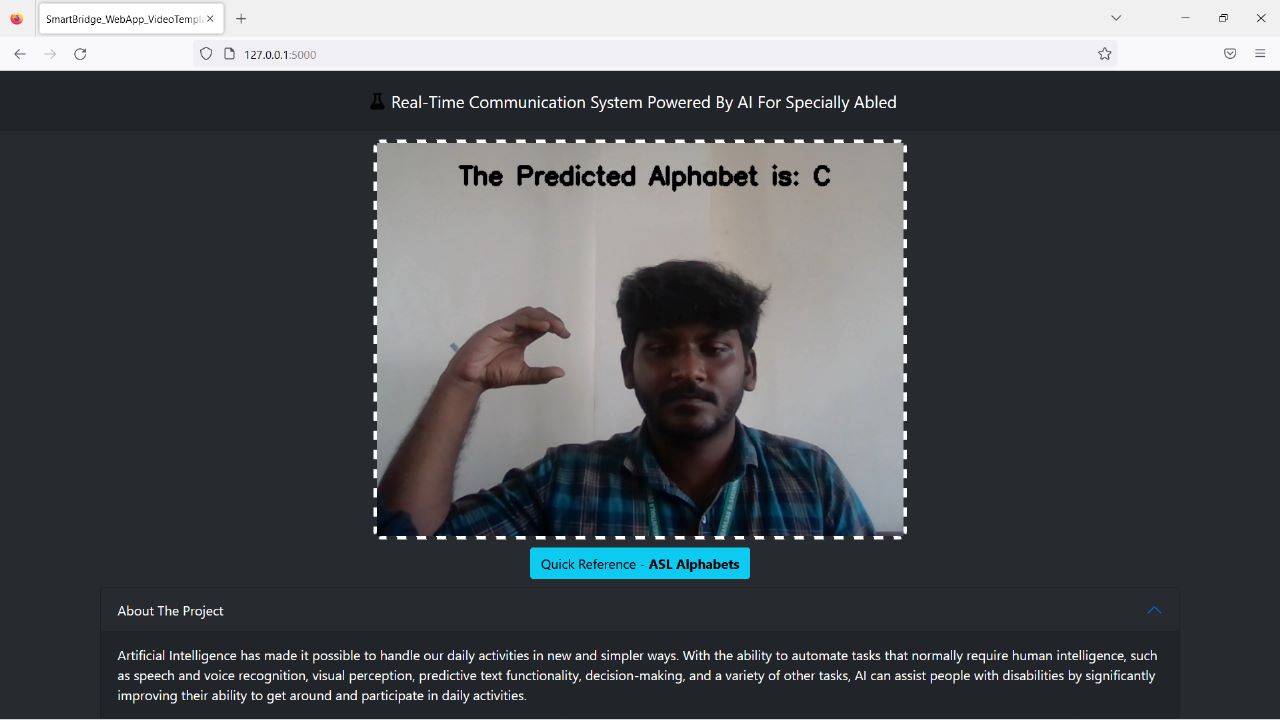 SmartBridge_WebApp_VideoTempl
127.0.0.1:5000
Real-Time Communication System Powered By AI For Specially Abled
The Predicted Alphabet is: C
Quick Reference - ASL Alphabets
About The Project
Artificial Intelligence has made it possible to handle our daily activities in new and simpler ways. With the ability to automate tasks that normally require human intelligence, such
as speech and voice recognition, visual perception, predictive text functionality, decision-making, and a variety of other tasks, AI can assist people with disabilities by significantly
improving their ability to get around and participate in daily activities.